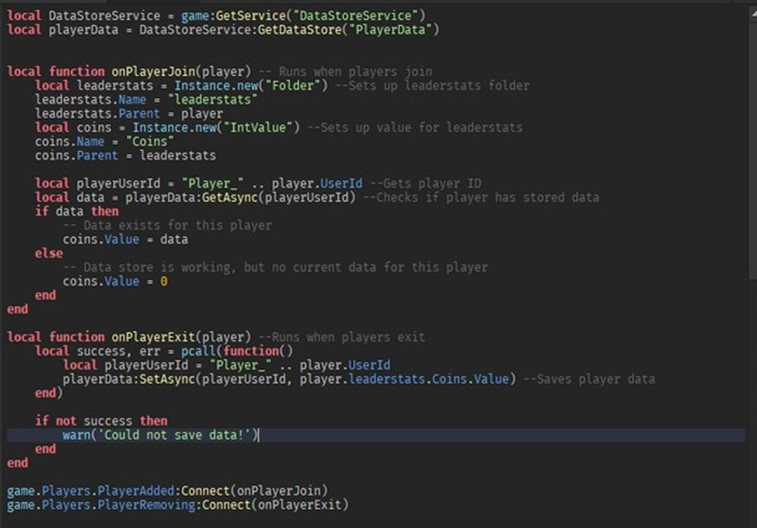 local DataStoreService = game:GetService("DataStoreService")
local playerData = DataStoreService:GetDataStore("PlayerData")
local function onPlayerJoin(player) -- Runs when players join
local leaderstats = Instance.new("Folder") --Sets up leaderstats folder
leaderstats.Name = "leaderstats"
leaderstats.Parent = player
local coins = Instance.new("IntValue") --Sets up value for leaderstats
coins.Name = "Coins"
coins.Parent = leaderstats
local playerUserId = "Player_" .. player.UserId --Gets player ID
local data = playerData:GetAsync(playerUserId) --Checks if player has stored data
if data then
-- Data exists for this player
coins.Value = data
else
-- Data store is working, but no current data for this player
coins.Value = 0
end
end
local function onPlayerExit(player) --Runs when players exit
local success, err = pcall(function()
local playerUserId = "Player_" .. player.UserId
playerData:SetAsync(playerUserId, player.leaderstats.Coins.Value) --Saves player data
end)
if not success then
warn('Could not save data!')
end
end
game.Players.PlayerAdded:Connect(onPlayerJoin)
game.Players.PlayerRemoving:Connect(onPlayerExit)